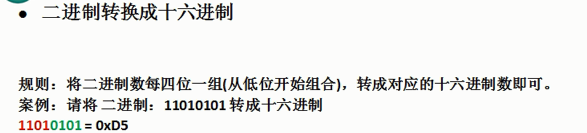 ● 二进制转换成十六进制
规则：将二进制数每四位一组(从低位开始组合)，转成对应的十六进制数即可。
案例：请将 二进制：11010101 转成十六进制
11010101 = 0xD5